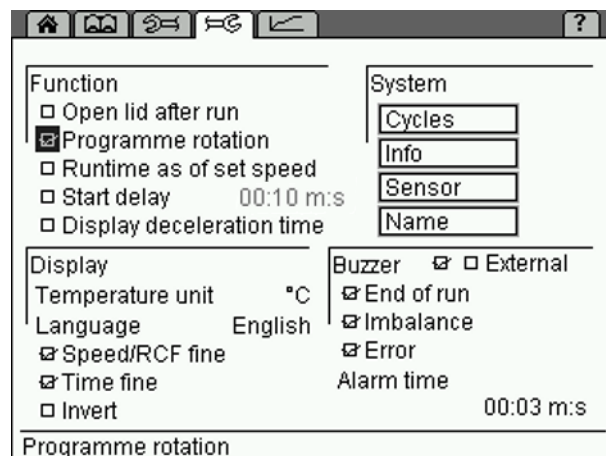 ?
Function
Open lid after run
Programme rotation
Runtime as of set speed
Start delay 00:10 m:s
Display deceleration time
System
Cycles
Info
Sensor
Name
Display
Temperature unit °C
Language English
Speed/RCF fine
Time fine
Invert
Buzzer External
End of run
Imbalance
Error
Alarm time
00:03 m:s
Programme rotation